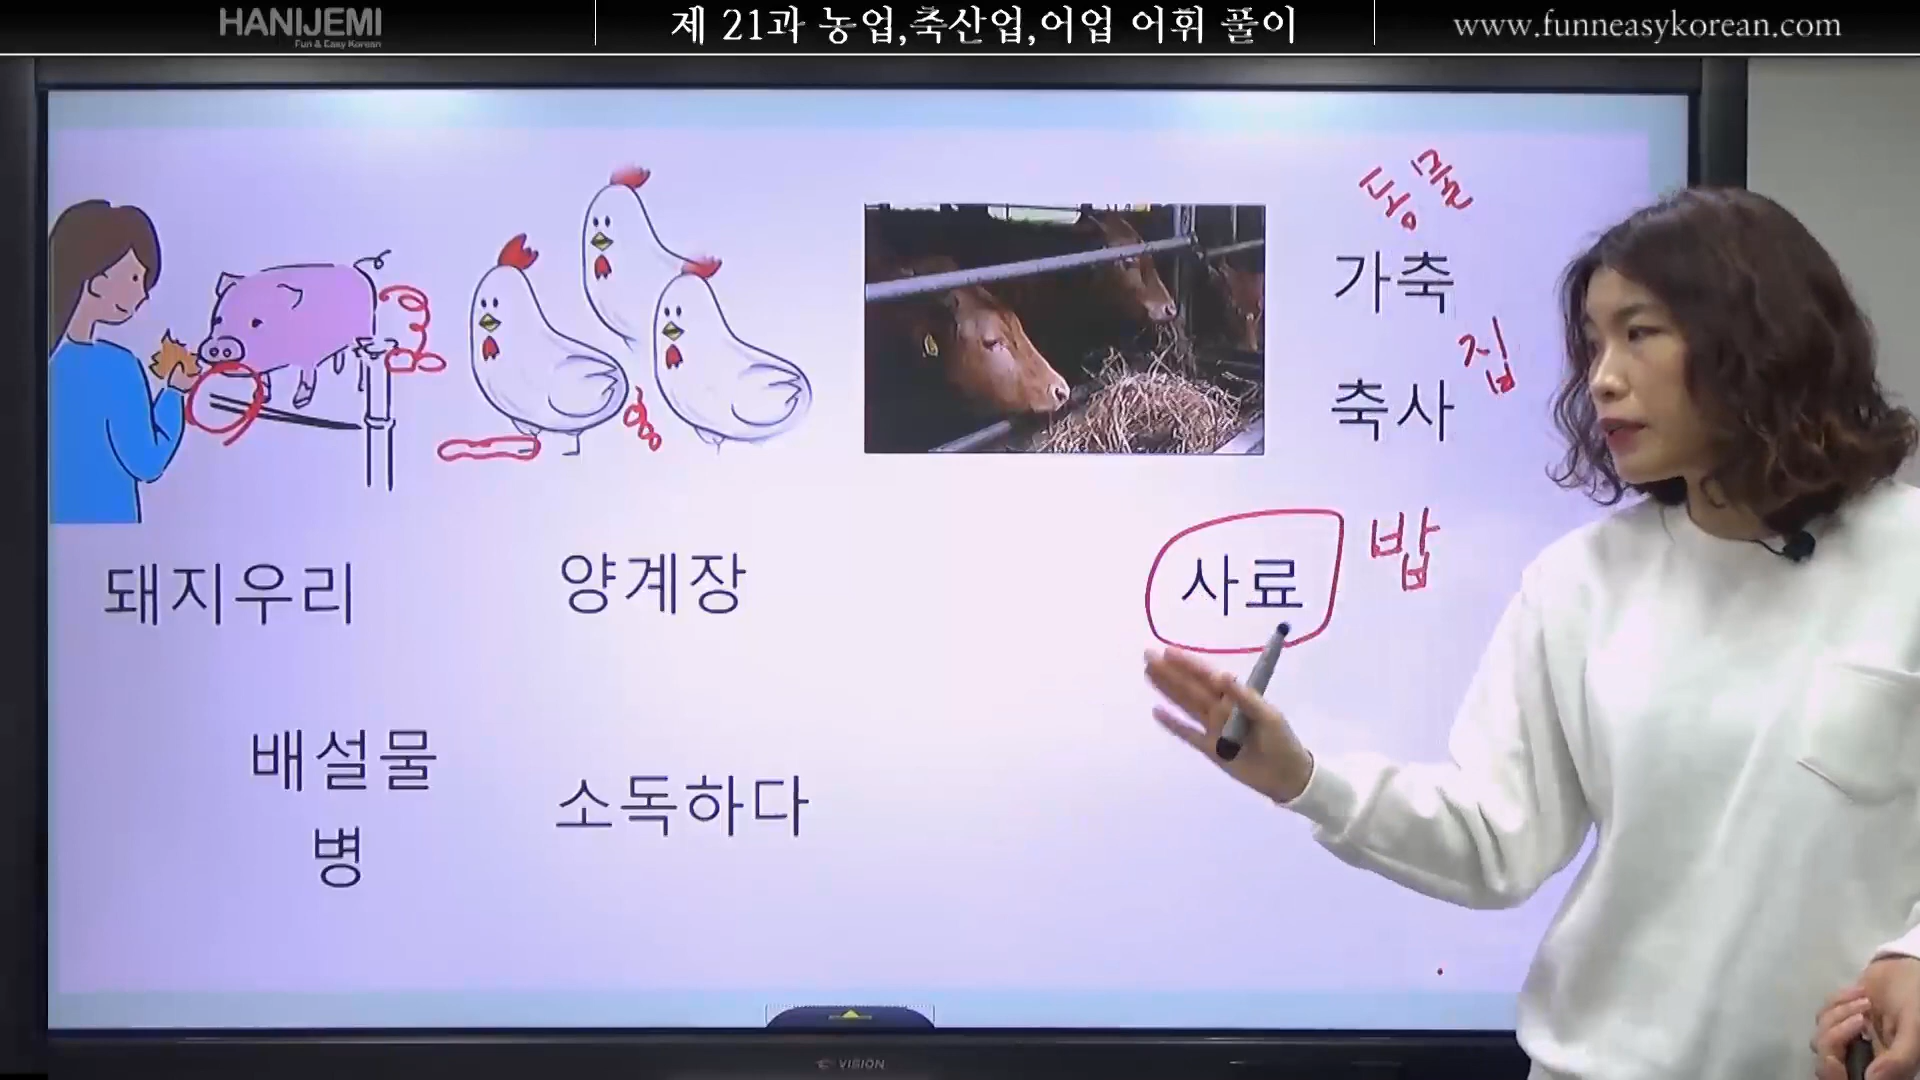 HANIJEMI
Fun & Easy Korean
제 21과 농업,축산업,어업 어휘 풀이
www.funneasykorean.com
동물
가축
집
축사
밥
사료
돼지우리
양계장
배설물
병
소독하다
VISION